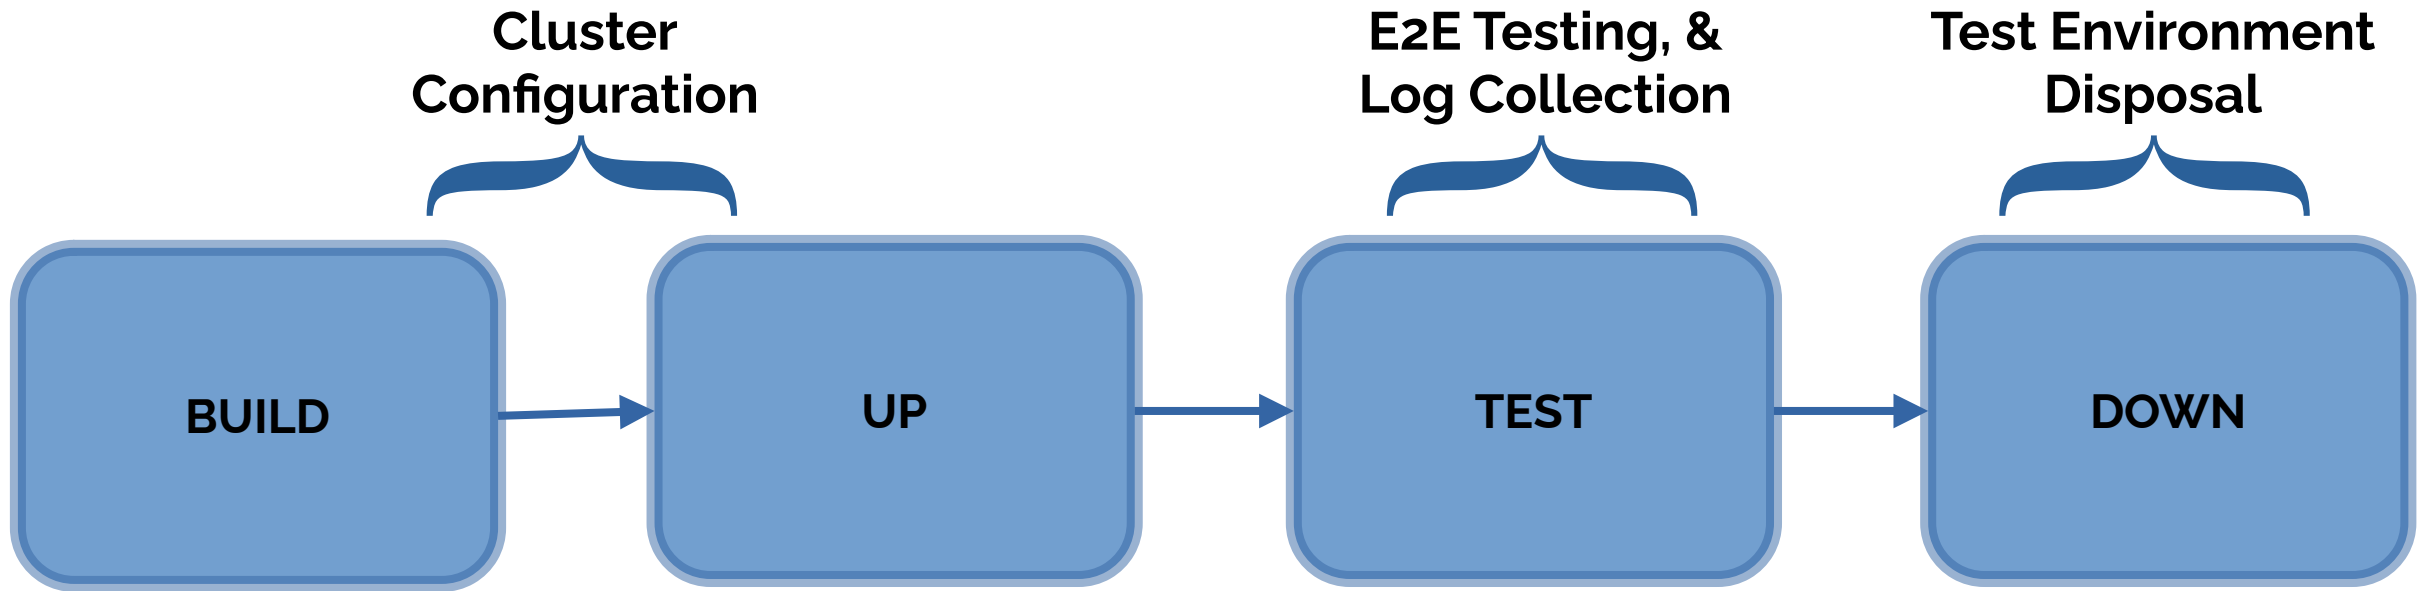 Cluster
Configuration
E2E Testing, &
Log Collection
Test Environment
Disposal
BUILD
UP
TEST
DOWN